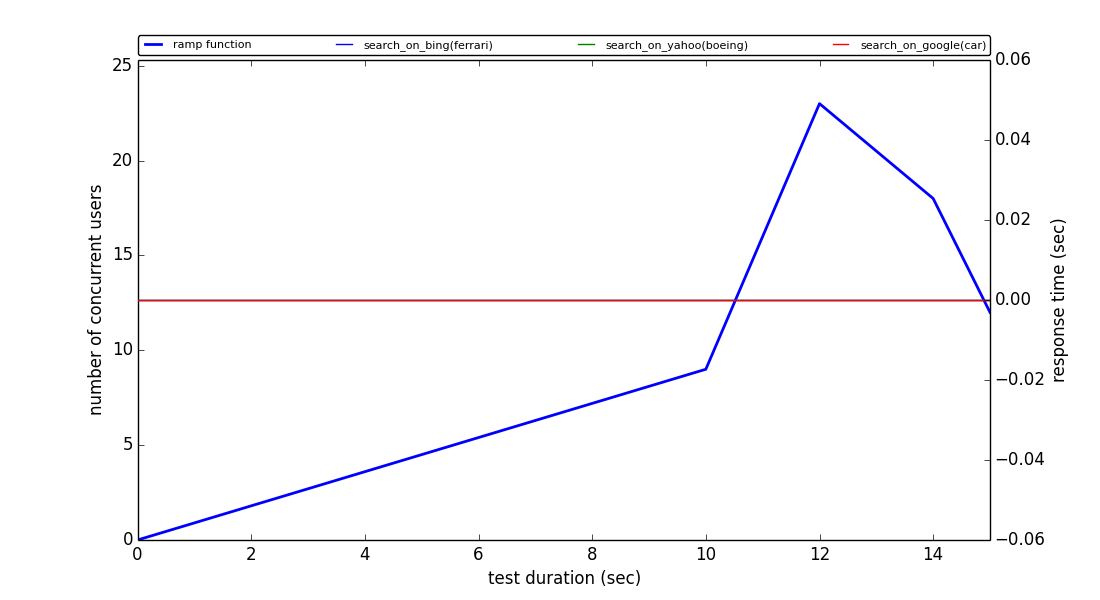 ramp function search_on_bing(ferrari) search_on_yahoo(boeing) search_on_google(car)
25
20
15
10
5
0
number of concurrent users
0.06
0.04
0.02
0.00
−0.02
−0.04
−0.06
response time (sec)
0 2 4 6 8 10 12 14
test duration (sec)